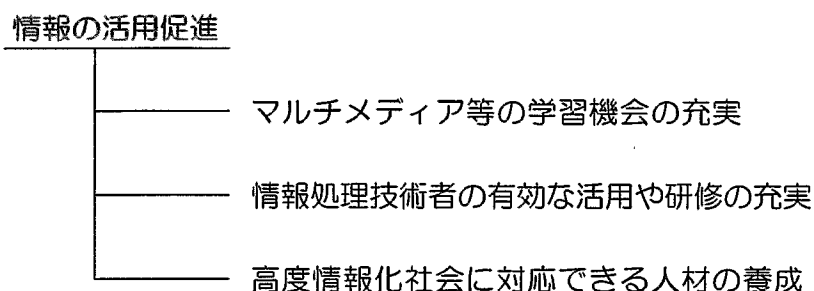 情報の活用促進
マルチメディア等の学習機会の充実
情報処理技術者の有効な活用や研修の充実
高度情報化社会に対応できる人材の養成